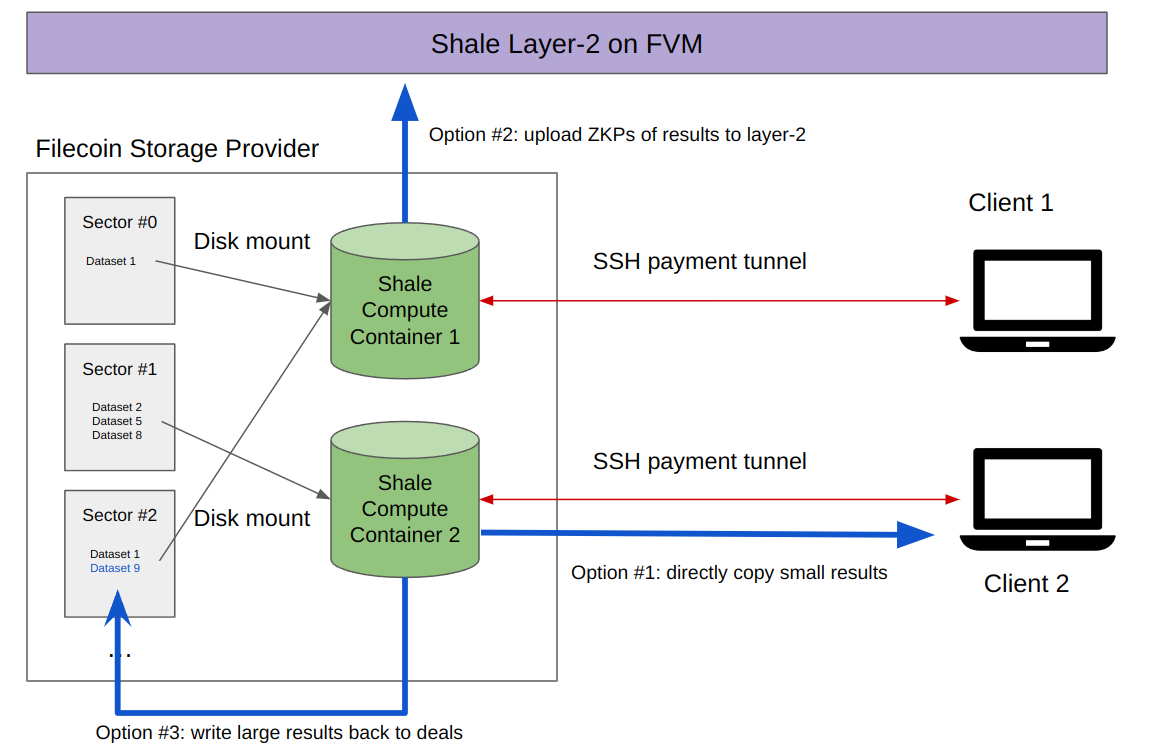 Shale Layer-2 on FVM
Option #2: upload ZKPs of results to layer-2
Filecoin Storage Provider
Sector #0
Dataset 1
Disk mount
Shale
Compute
Container 1
SSH payment tunnel
Client 1
Sector #1
Dataset 2
Dataset 5
Dataset 8
Sector #2
Dataset 1
Dataset 9
...
Disk mount
Shale
Compute
Container 2
SSH payment tunnel
Option #1: directly copy small results
Client 2
Option #3: write large results back to deals